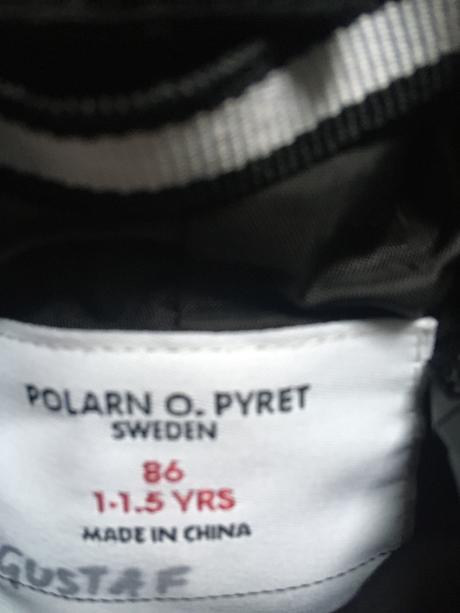 POLARN O. PYRET
SWEDEN
86
1-1.5 YRS
MADE IN CHINA
GUSTAF